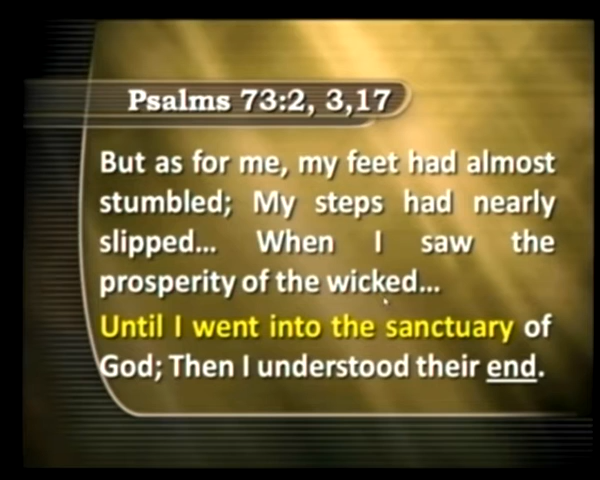 Psalms 73:2, 3,17
But as for me, my feet had almost
stumbled; My steps had nearly
slipped... When I saw the
prosperity of the wicked...
Until I went into the sanctuary of
God; Then I understood their end.